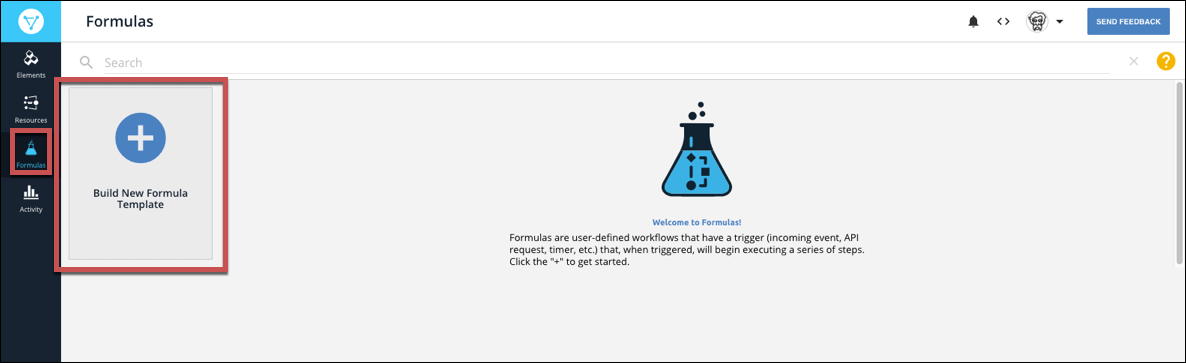 Formulas
SEND FEEDBACK
Search
?
Elements
Resources
Formulas
Activity
Build New Formula
Template
Welcome to Formulas!
Formulas are user-defined workflows that have a trigger (incoming event, API
request, timer, etc.) that, when triggered, will begin executing a series of steps.
Click the "+" to get started.